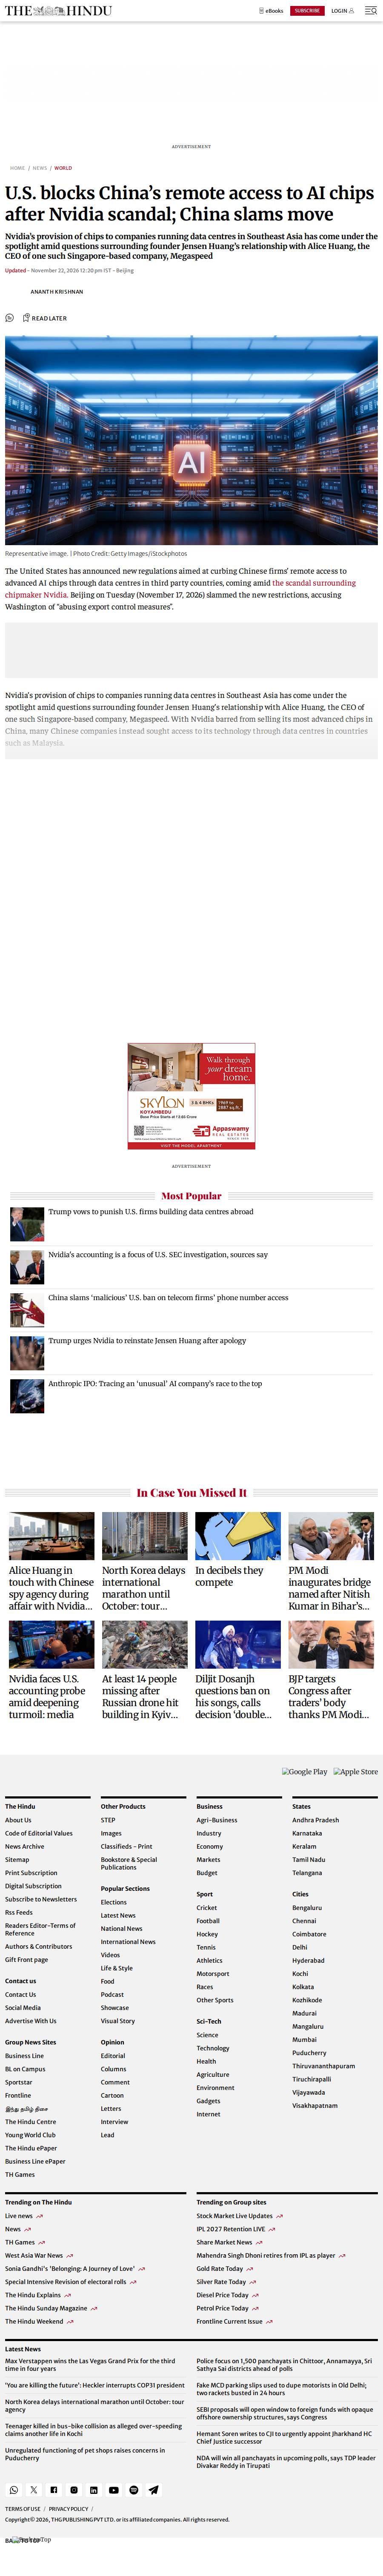 THE HINDU
eBooks
SUBSCRIBE
LOGIN
ADVERTISEMENT
HOME / NEWS / WORLD
U.S. blocks China’s remote access to AI chips
after Nvidia scandal; China slams move
Nvidia’s provision of chips to companies running data centres in Southeast Asia has come under the
spotlight amid questions surrounding founder Jensen Huang’s relationship with Alice Huang, the
CEO of one such Singapore-based company, Megaspeed
Updated - November 22, 2026 12:20 pm IST - Beijing
ANANTH KRISHNAN
READ LATER
Representative image. | Photo Credit: Getty Images/iStockphotos
The United States has announced new regulations aimed at curbing Chinese firms’ remote access to
advanced AI chips through data centres in third party countries, coming amid the scandal surrounding
chipmaker Nvidia. Beijing on Tuesday (November 17, 2026) slammed the new restrictions, accusing
Washington of “abusing export control measures”.
Nvidia’s provision of chips to companies running data centres in Southeast Asia has come under the
spotlight amid questions surrounding founder Jensen Huang’s relationship with Alice Huang, the CEO of
one such Singapore-based company, Megaspeed. With Nvidia barred from selling its most advanced chips in
China, many Chinese companies instead sought access to its technology through data centres in countries
such as Malaysia.
Walk through
your dream
home.
SKYLON
KOYAMBEDU
3 & 4 BHKs
Appaswamy
REAL ESTATES
VISIT THE MODEL APARTMENT
ADVERTISEMENT
Most Popular
Trump vows to punish U.S. firms building data centres abroad
Nvidia’s accounting is a focus of U.S. SEC investigation, sources say
China slams ‘malicious’ U.S. ban on telecom firms’ phone number access
Trump urges Nvidia to reinstate Jensen Huang after apology
Anthropic IPO: Tracing an ‘unusual’ AI company’s race to the top
In Case You Missed It
Alice Huang in
touch with Chinese
spy agency during
affair with Nvidia...
North Korea delays
international
marathon until
October: tour...
In decibels they
compete
PM Modi
inaugurates bridge
named after Nitish
Kumar in Bihar’s...
Nvidia faces U.S.
accounting probe
amid deepening
turmoil: media
At least 14 people
missing after
Russian drone hit
building in Kyiv...
Diljit Dosanjh
questions ban on
his songs, calls
decision ‘double...
BJP targets
Congress after
traders’ body
thanks PM Modi...
Google Play
Apple Store
The Hindu
About Us
Code of Editorial Values
News Archive
Sitemap
Print Subscription
Digital Subscription
Subscribe to Newsletters
Rss Feeds
Readers Editor-Terms of
Reference
Authors & Contributors
Gift Front page
Contact us
Contact Us
Social Media
Advertise With Us
Group News Sites
Business Line
BL on Campus
Sportstar
Frontline
இந்து தமிழ் திசை
The Hindu Centre
Young World Club
The Hindu ePaper
Business Line ePaper
TH Games
Other Products
STEP
Images
Classifieds - Print
Bookstore & Special
Publications
Popular Sections
Elections
Latest News
National News
International News
Videos
Life & Style
Food
Podcast
Showcase
Visual Story
Opinion
Editorial
Columns
Comment
Cartoon
Letters
Interview
Lead
Business
Agri-Business
Industry
Economy
Markets
Budget
Sport
Cricket
Football
Hockey
Tennis
Athletics
Motorsport
Races
Other Sports
Sci-Tech
Science
Technology
Health
Agriculture
Environment
Gadgets
Internet
States
Andhra Pradesh
Karnataka
Keralam
Tamil Nadu
Telangana
Cities
Bengaluru
Chennai
Coimbatore
Delhi
Hyderabad
Kochi
Kolkata
Kozhikode
Madurai
Mangaluru
Mumbai
Puducherry
Thiruvananthapuram
Tiruchirapalli
Vijayawada
Visakhapatnam
Trending on The Hindu
Live news
News
TH Games
West Asia War News
Sonia Gandhi’s ‘Belonging: A Journey of Love’
Special Intensive Revision of electoral rolls
The Hindu Explains
The Hindu Sunday Magazine
The Hindu Weekend
Trending on Group sites
Stock Market Live Updates
IPL 2027 Retention LIVE
Share Market News
Mahendra Singh Dhoni retires from IPL as player
Gold Rate Today
Silver Rate Today
Diesel Price Today
Petrol Price Today
Frontline Current Issue
Latest News
Max Verstappen wins the Las Vegas Grand Prix for the third
time in four years
‘You are killing the future’: Heckler interrupts COP31 president
North Korea delays international marathon until October: tour
agency
Teenager killed in bus-bike collision as alleged over-speeding
claims another life in Kochi
Unregulated functioning of pet shops raises concerns in
Puducherry
Police focus on 1,500 panchayats in Chittoor, Annamayya, Sri
Sathya Sai districts ahead of polls
Fake MCD parking slips used to dupe motorists in Old Delhi;
two rackets busted in 24 hours
SEBI proposals will open window to foreign funds with opaque
offshore ownership structures, says Congress
Hemant Soren writes to CJI to urgently appoint Jharkhand HC
Chief Justice successor
NDA will win all panchayats in upcoming polls, says TDP leader
Divakar Reddy in Tirupati
TERMS OF USE / PRIVACY POLICY /
Copyright© 2026, THG PUBLISHING PVT LTD. or its affiliated companies. All rights reserved.
BACK TO TOP